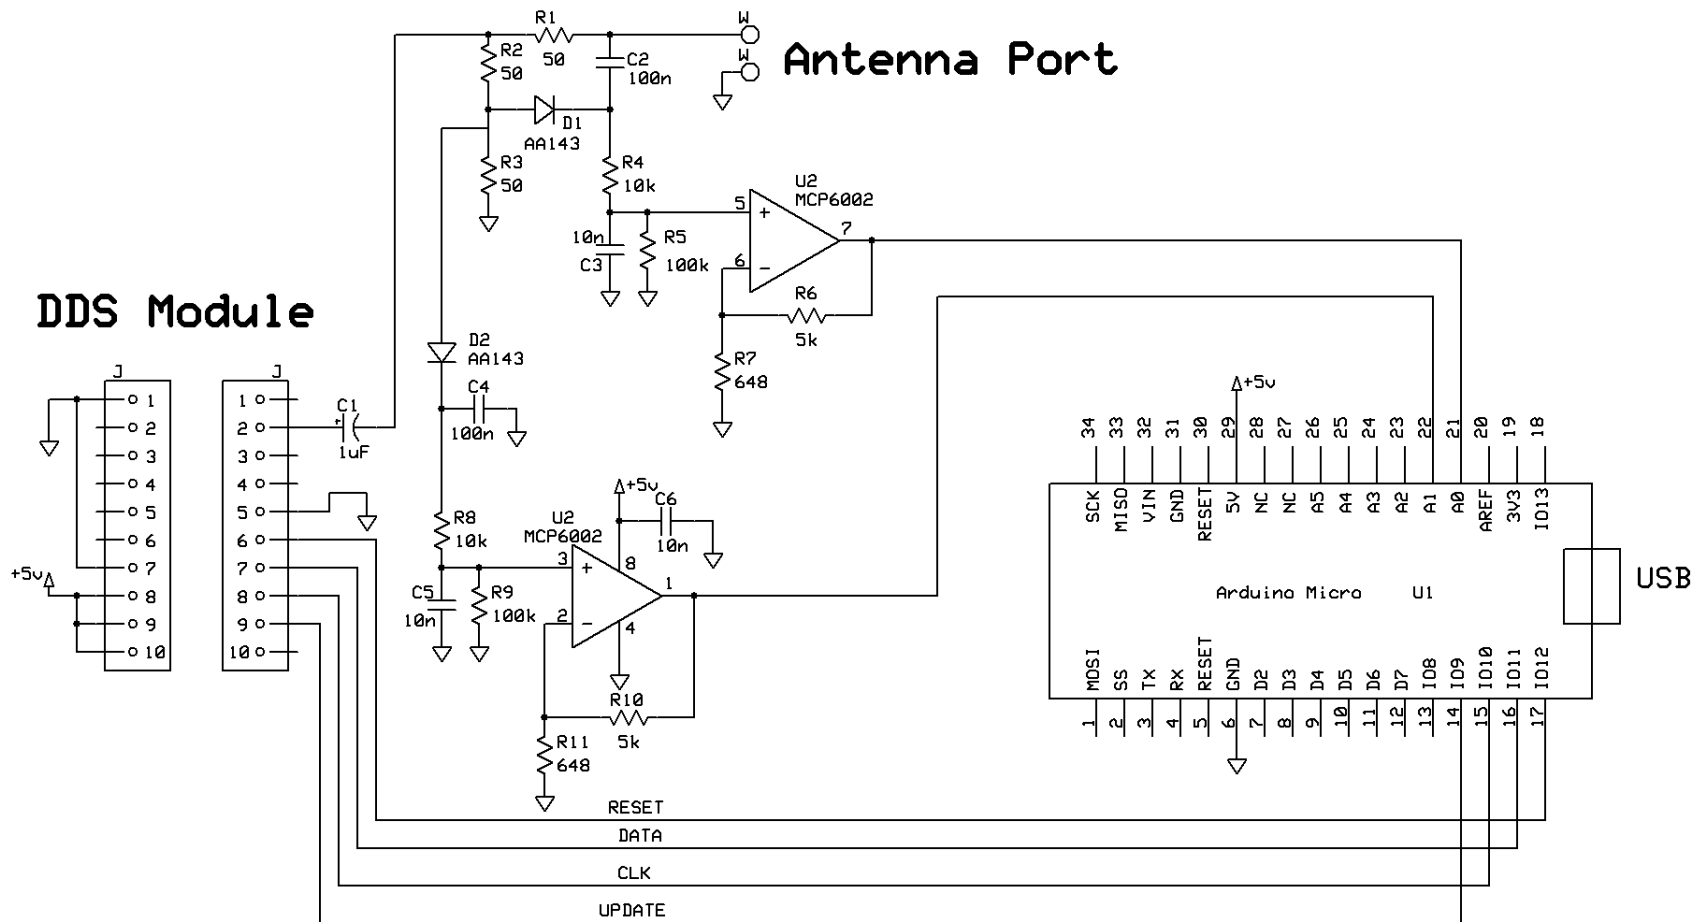 W
R1
50
R2
50
C2
100n
W
Antenna Port
D1
AA143
R3
50
R4
10k
U2
MCP6002
5
+
7
6
−
10n
C3
R5
100k
R6
5k
R7
648
DDS Module
D2
AA143
C4
100n
J
1
2
3
4
5
6
7
8
9
10
+5v
J
1
2
3
4
5
6
7
8
9
10
C1
+
1uF
+5v
C6
10n
R8
10k
U2
MCP6002
3
+
8
1
2
−
4
C5
10n
R9
100k
R10
5k
R11
648
+5v
34 33 32 31 30 29 28 27 26 25 24 23 22 21 20 19 18
SCK MISO VIN GND RESET 5V NC NC A5 A4 A3 A2 A1 A0 AREF 3V3 IO13
Arduino Micro U1
USB
MOSI SS TX RX RESET GND D2 D3 D4 D5 D6 D7 IO8 IO9 IO10 IO11 IO12
1 2 3 4 5 6 7 8 9 10 11 12 13 14 15 16 17
RESET
DATA
CLK
UPDATE